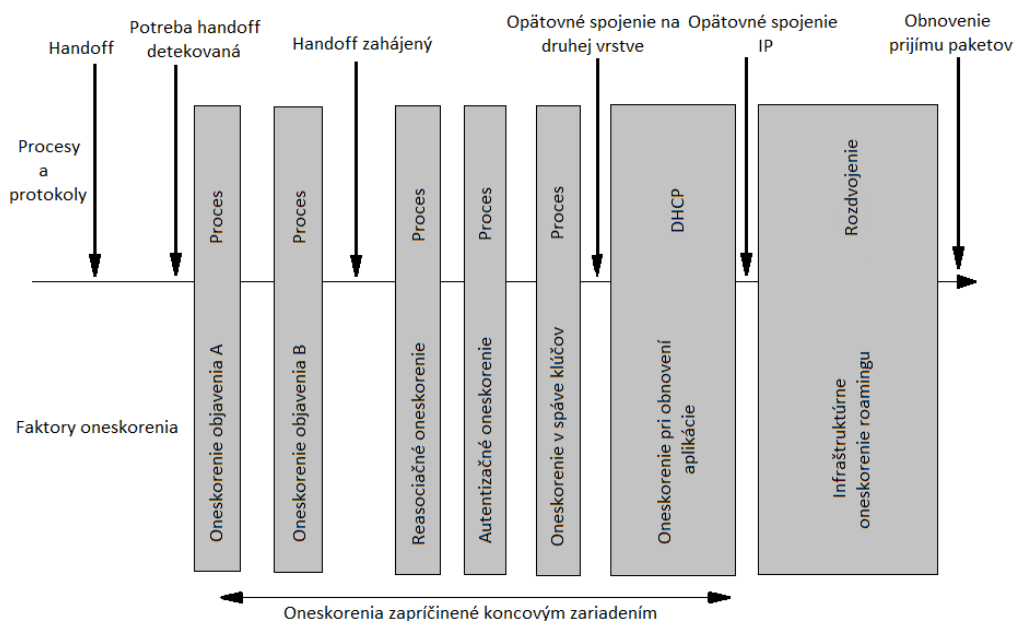 Handoff
Potreba handoff
detekovaná
Handoff zahájený
Opätovné spojenie na
druhej vrstve
Opätovné spojenie
IP
Obnovenie
prijímu paketov
Procesy
a
protokoly
Proces
Proces
Proces
Proces
Proces
DHCP
Rozdvojenie
Faktory oneskorenia
Oneskorenie objavenia A
Oneskorenie objavenia B
Reasociačné oneskorenie
Autentizačné oneskorenie
Oneskorenie v spáve klúčov
Oneskorenie pri obnovení
aplikácie
Infraštruktúrne
oneskorenie roamingu
Oneskorenia zapríčinené koncovým zariadením